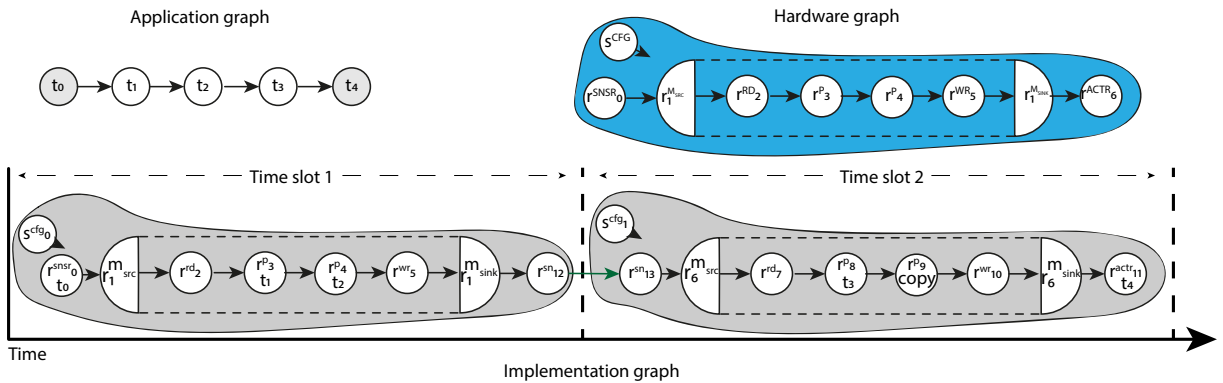 Application graph
Hardware graph
t0 t1 t2 t3 t4
sCFG
rSNSR0 r1MSRC rRD2 rP3 rP4 rWR5 r1MSINK rACTR6
Time slot 1
Time slot 2
scfg0
rsnsr0 t0 r1msrc rrd2 rp3 t1 rp4 t2 rwr5 r1msink rsn12
scfg1
rsn13 r6msrc rrd7 rp8 t3 rp9 copy rwr10 r6msink ractr11 t4
Time
Implementation graph